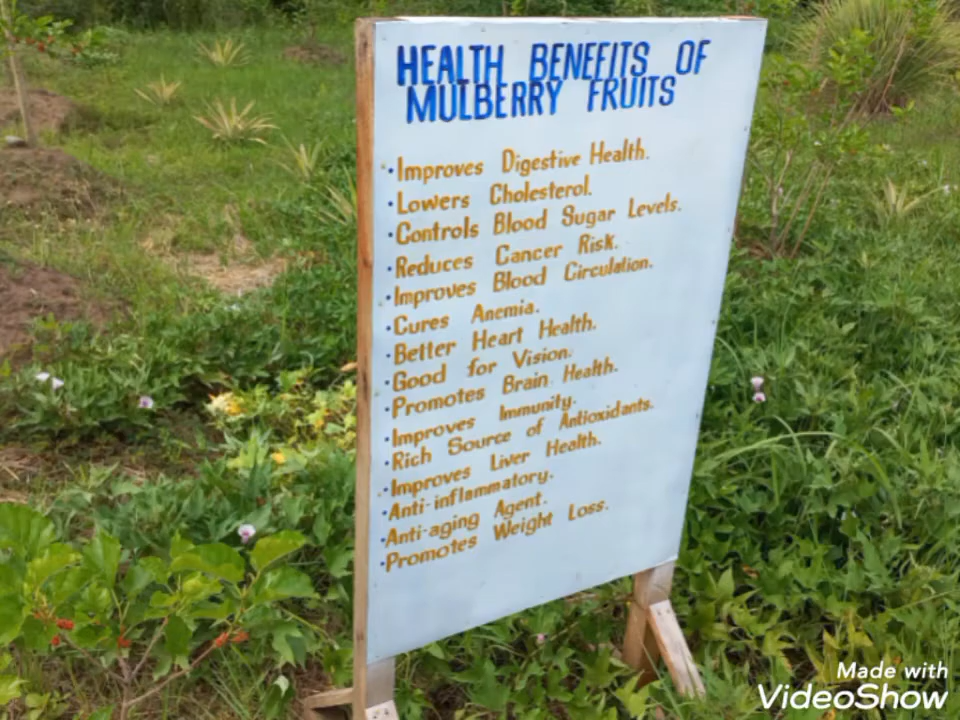 HEALTH BENEFITS OF
MULBERRY FRUITS
• Improves Digestive Health.
• Lowers Cholesterol.
• Controls Blood Sugar Levels.
• Reduces Cancer Risk.
• Improves Blood Circulation.
• Cures Anemia.
• Better Heart Health.
• Good for Vision.
• Promotes Brain Health.
• Improves Immunity.
• Rich Source of Antioxidants.
• Improves Liver Health.
• Anti-inflammatory.
• Anti-aging Agent.
• Promotes Weight Loss.
Made with
VideoShow